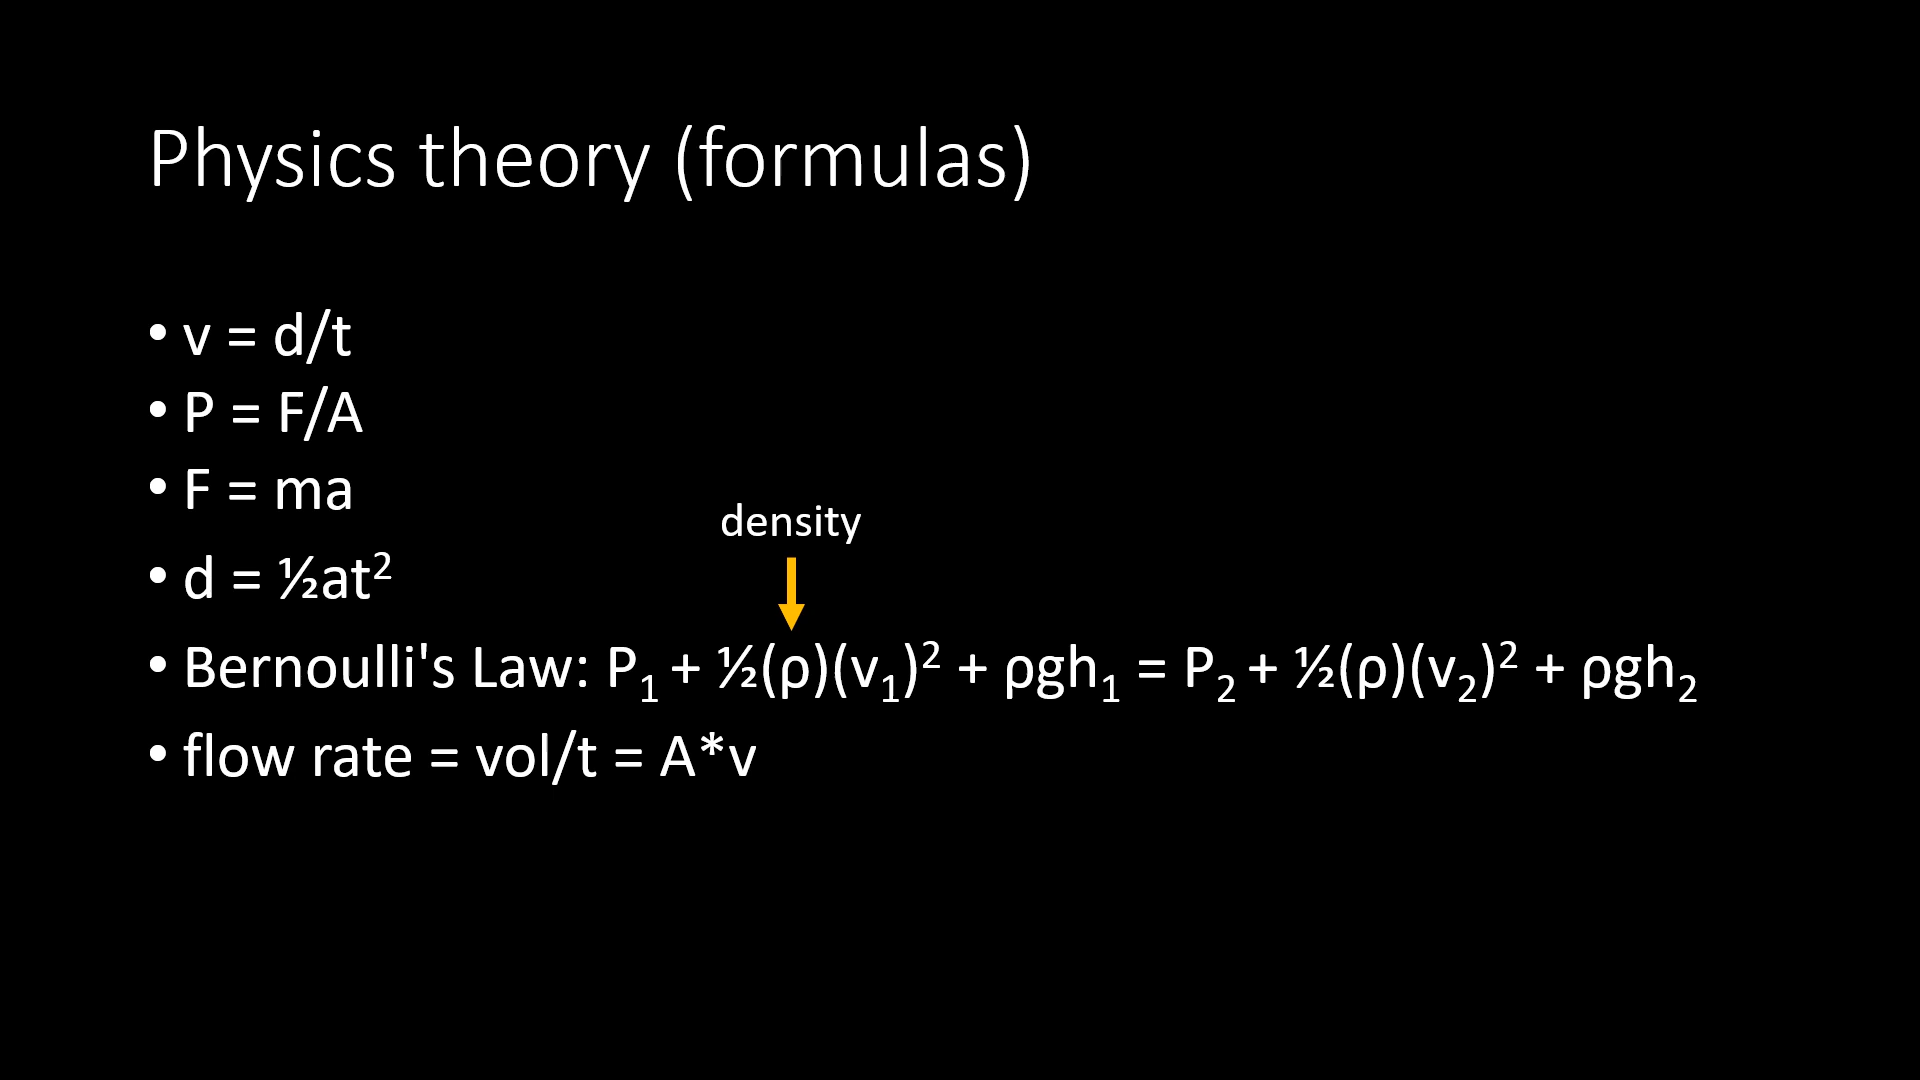 Physics theory (formulas)
• v = d/t
• P = F/A
• F = ma
density
• d = ½at²
• Bernoulli's Law: P₁ + ½(ρ)(v₁)² + ρgh₁ = P₂ + ½(ρ)(v₂)² + ρgh₂
• flow rate = vol/t = A*v